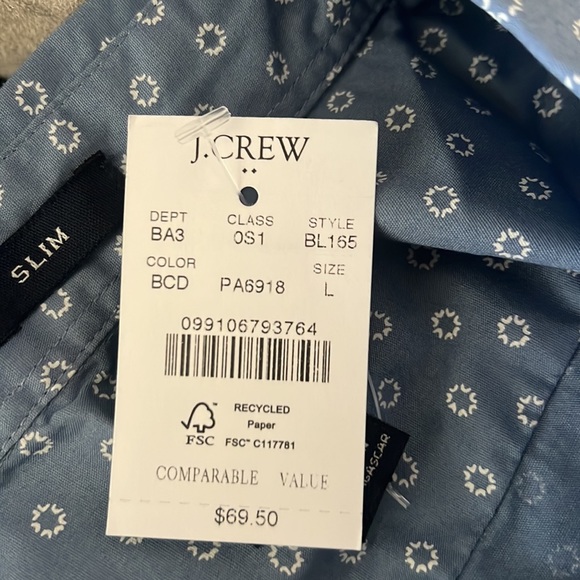 J.CREW
DEPT CLASS STYLE
BA3 0S1 BL165
COLOR SIZE
BCD PA6918 L
099106793764
RECYCLED
Paper
FSC FSC™ C117781
COMPARABLE VALUE
$69.50
SLIM